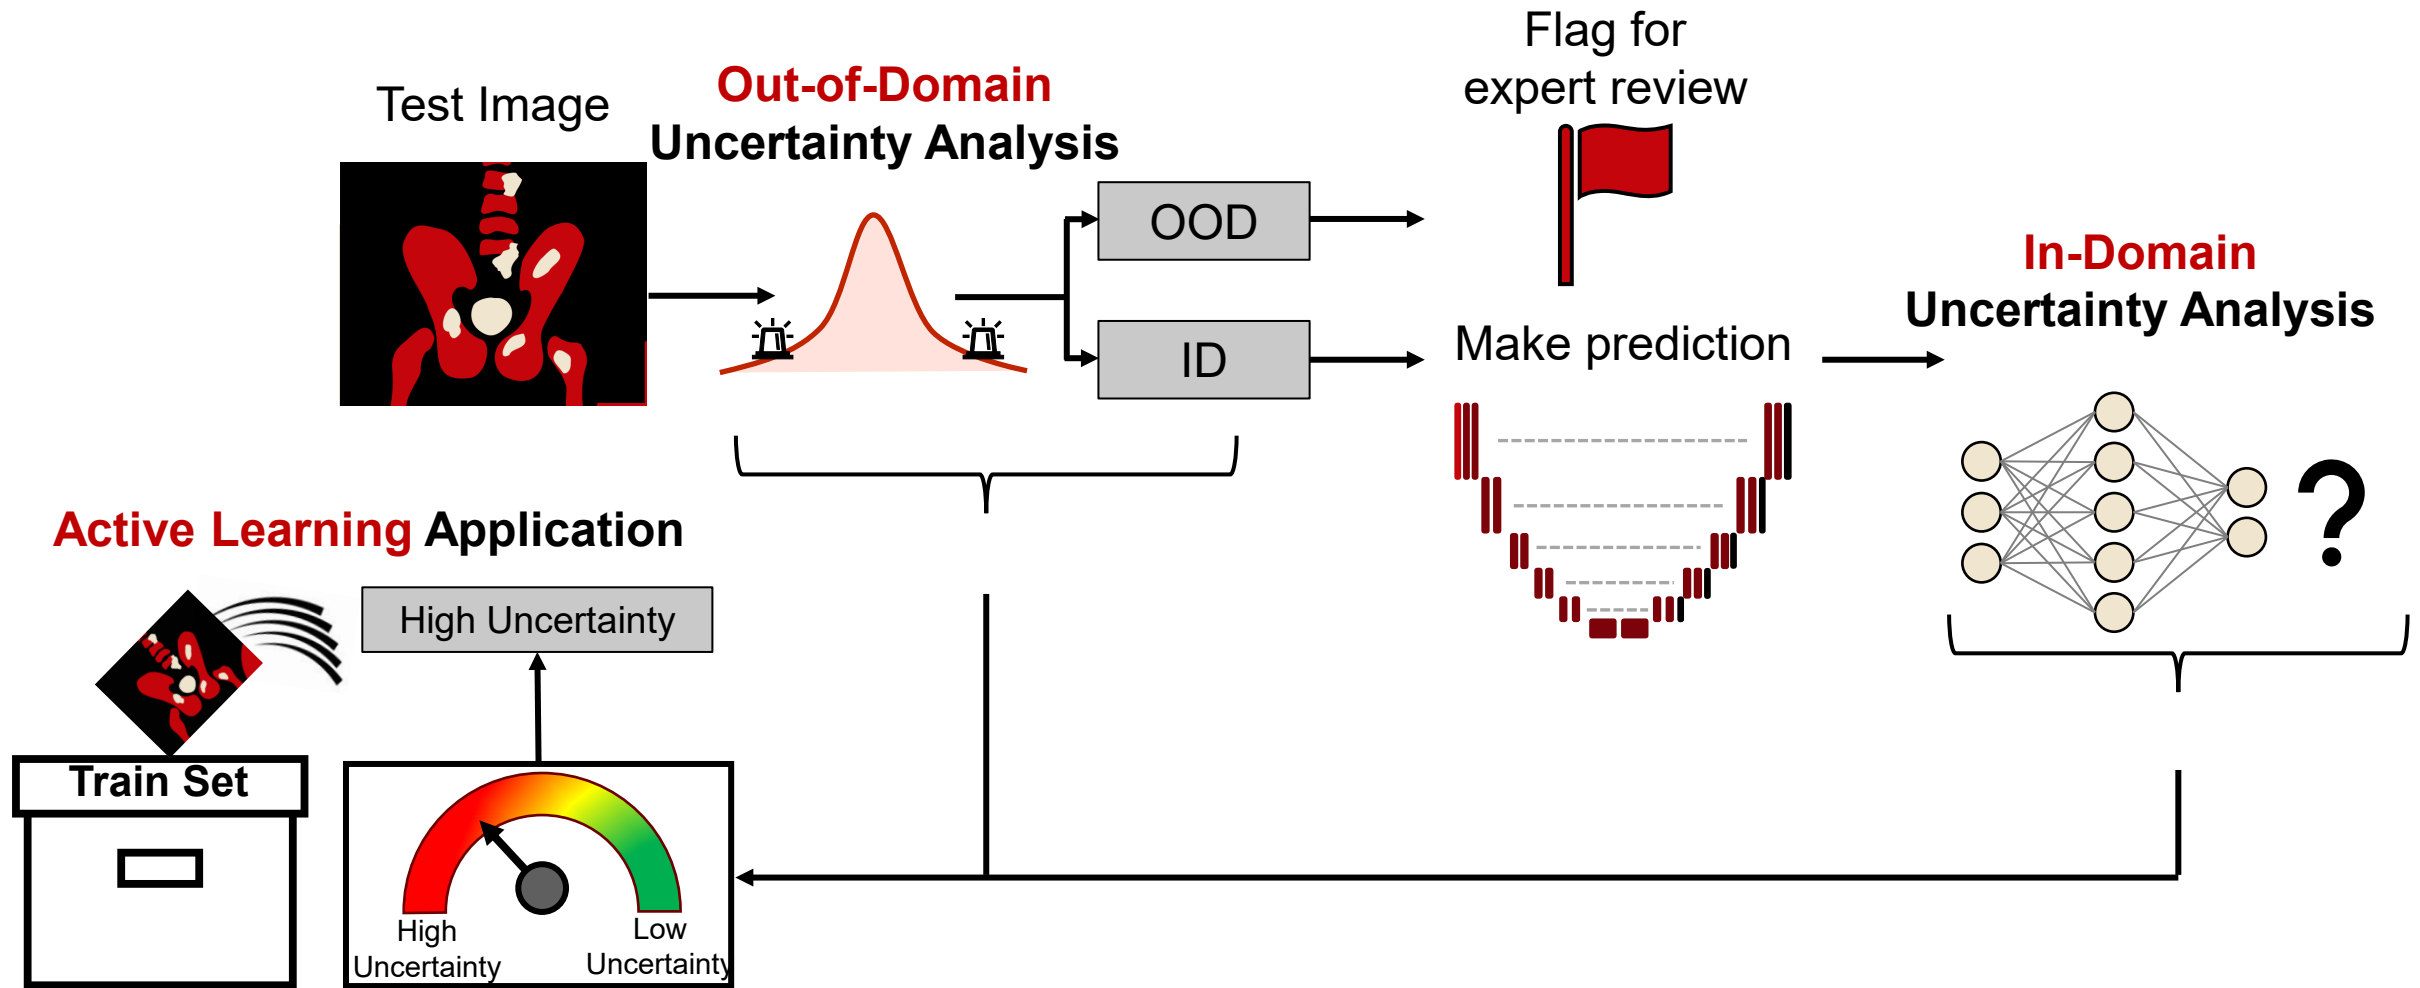 Test Image
Out-of-Domain
Uncertainty Analysis
OOD
ID
Flag for
expert review
Make prediction
In-Domain
Uncertainty Analysis
?
Active Learning Application
High Uncertainty
Train Set
High
Uncertainty
Low
Uncertainty